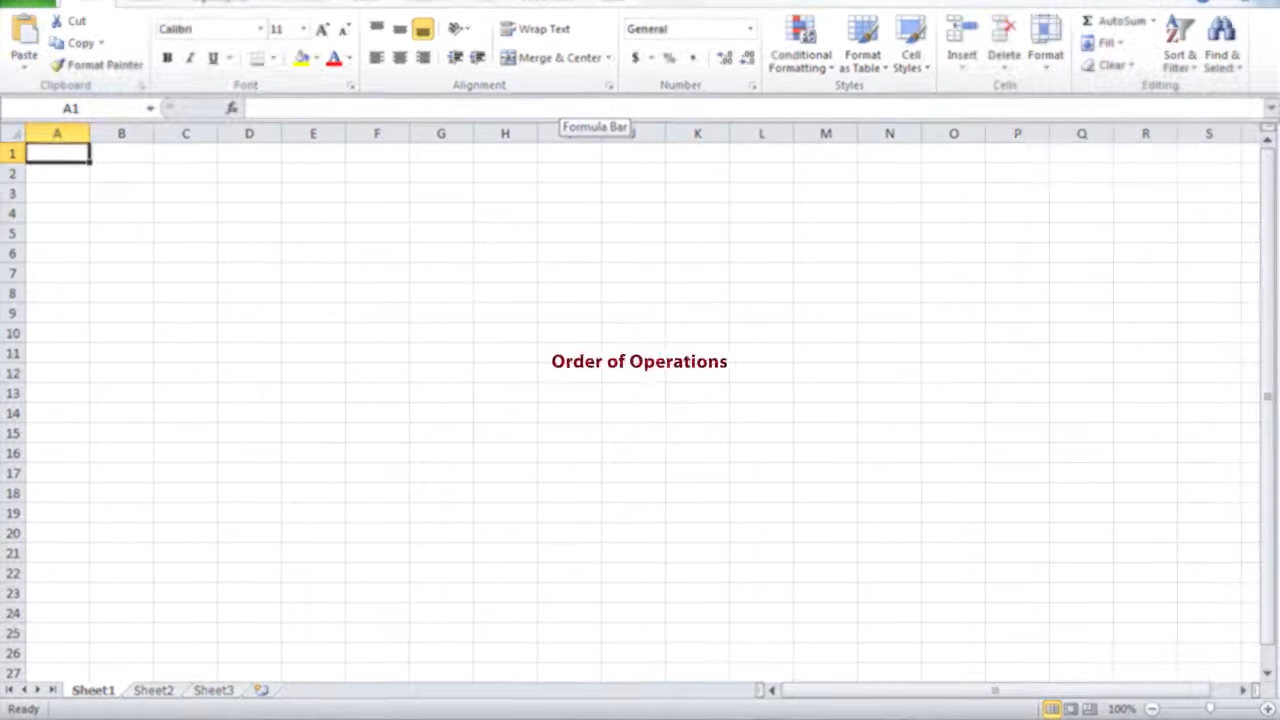 Cut
Calibri
11
Wrap Text
General
AutoSum
Copy
Fill
Paste
Conditional Formatting
Format as Table
Cell Styles
Insert
Delete
Format
Sort & Filter
Find & Select
Format Painter
B
I
U
A
Merge & Center
$
%
Clear
Clipboard
Font
Alignment
Number
Styles
Cells
Editing
A1
fx
Formula Bar
A B C D E F G H J K L M N O P Q R S
1
2
3
4
5
6
7
8
9
10
11
Order of Operations
12
13
14
15
16
17
18
19
20
21
22
23
24
25
26
27
Sheet1 Sheet2 Sheet3
Ready
100%